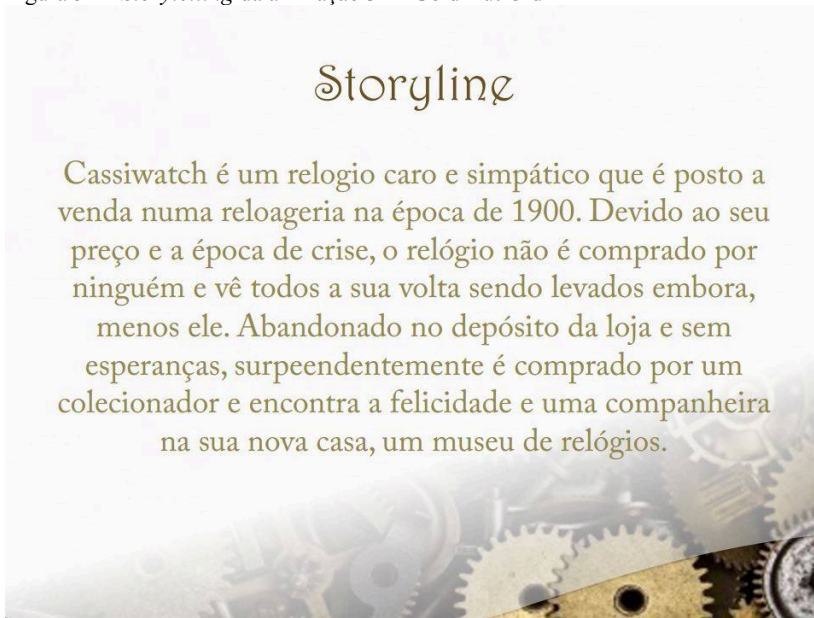 Storyline
Cassiwatch é um relogio caro e simpático que é posto a
venda numa reloageria na época de 1900. Devido ao seu
preço e a época de crise, o relógio não é comprado por
ninguém e vê todos a sua volta sendo levados embora,
menos ele. Abandonado no depósito da loja e sem
esperanças, surpeendentemente é comprado por um
colecionador e encontra a felicidade e uma companheira
na sua nova casa, um museu de relógios.